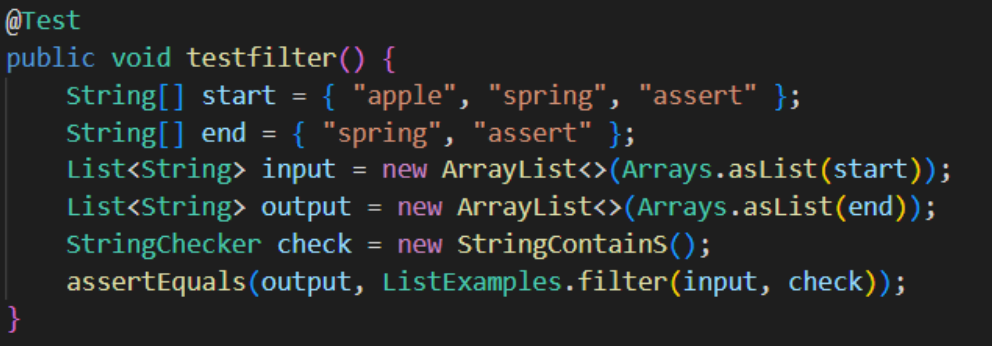 @Test
public void testfilter() {
    String[] start = { "apple", "spring", "assert" };
    String[] end = { "spring", "assert" };
    List<String> input = new ArrayList<>(Arrays.asList(start));
    List<String> output = new ArrayList<>(Arrays.asList(end));
    StringChecker check = new StringContainS();
    assertEquals(output, ListExamples.filter(input, check));
}